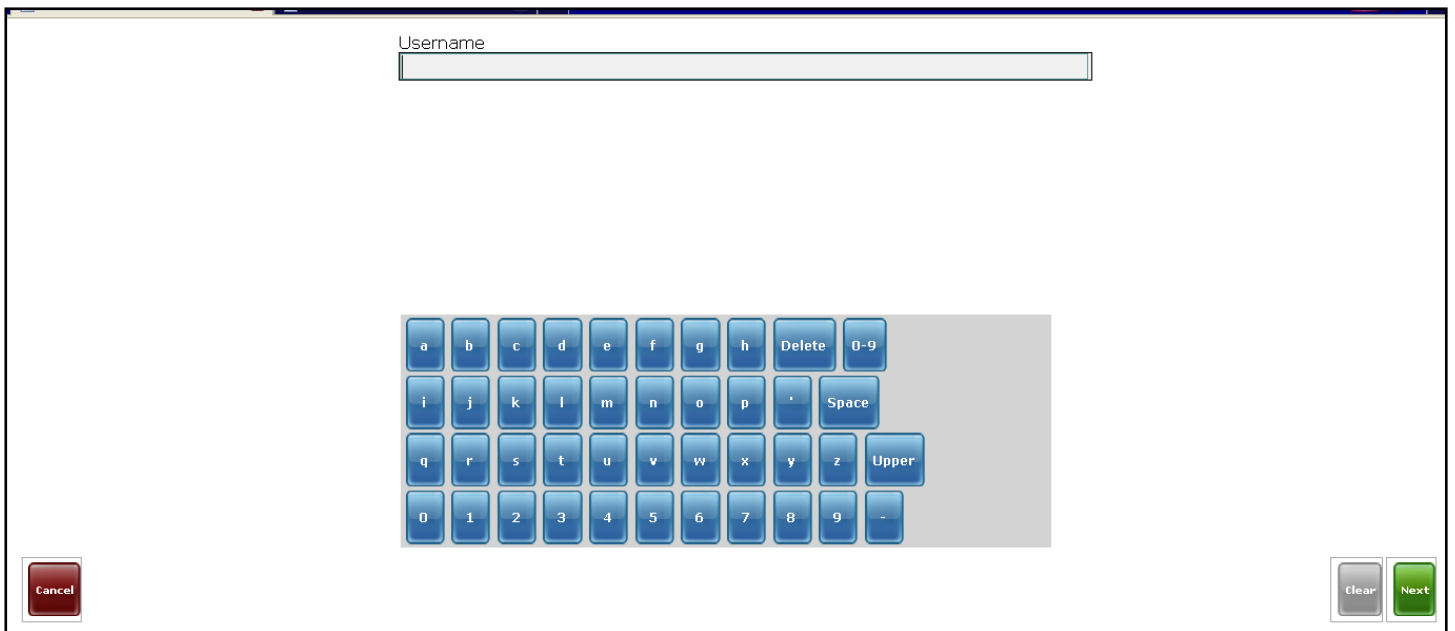 Username
a b c d e f g h Delete 0-9
i j k l m n o p ' Space
q r s t u v w x y z Upper
0 1 2 3 4 5 6 7 8 9 -
Cancel Clear Next